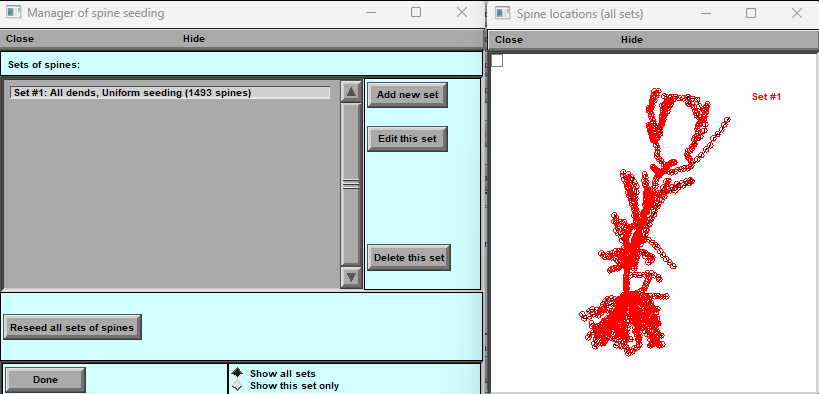 Manager of spine seeding
Close Hide
Sets of spines:
Set #1: All dends, Uniform seeding (1493 spines)
Add new set
Edit this set
Delete this set
Reseed all sets of spines
Done
Show all sets
Show this set only
Spine locations (all sets)
Close Hide
Set #1